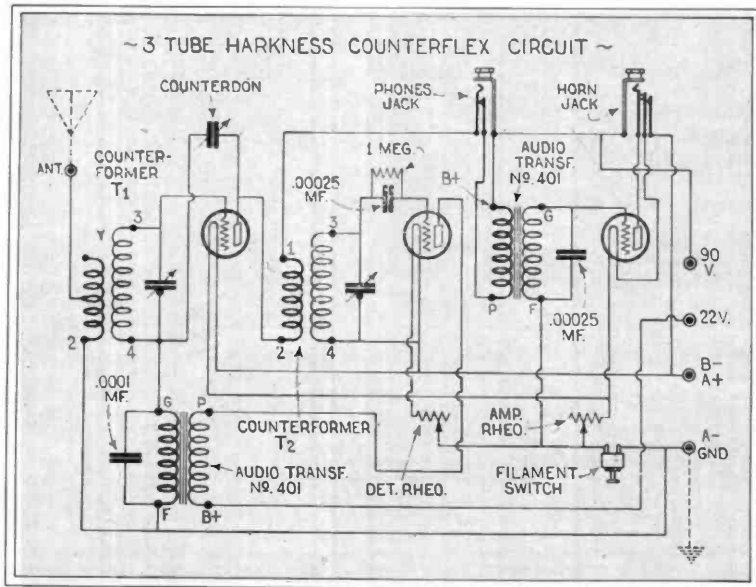 ~ 3 TUBE HARKNESS COUNTERFLEX CIRCUIT ~
COUNTERDON
PHONES
JACK
HORN
JACK
ANT.
COUNTER-
FORMER
T1
1 MEG.
.00025
MF.
B+
AUDIO
TRANSF.
No. 401
3
1
3
G
2
4
2
4
P
F
.00025
MF.
90
V.
22V.
B-
A+
A-
GND
.0001
MF.
G
P
F
B+
COUNTERFORMER
T2
AUDIO TRANSF.
No. 401
DET. RHEO.
AMP.
RHEO.
FILAMENT
SWITCH